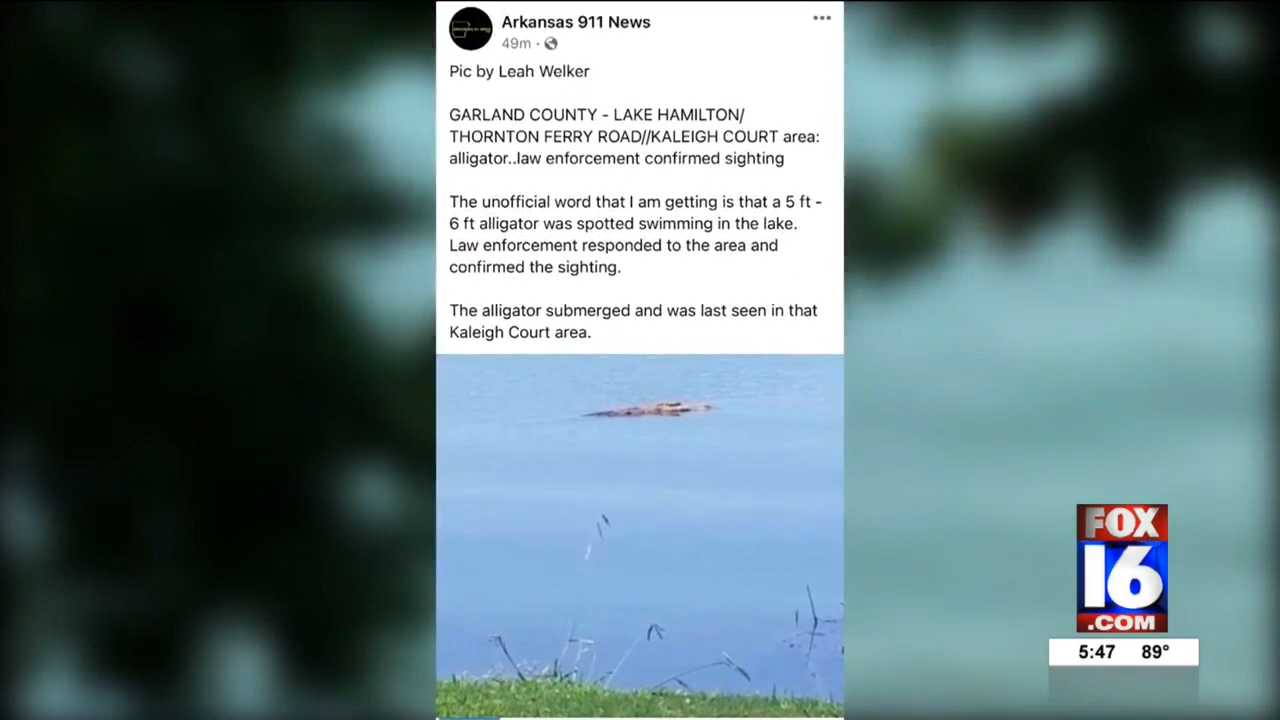 Arkansas 911 News
49m ·
Pic by Leah Welker
GARLAND COUNTY - LAKE HAMILTON/
THORNTON FERRY ROAD//KALEIGH COURT area:
alligator..law enforcement confirmed sighting
The unofficial word that I am getting is that a 5 ft -
6 ft alligator was spotted swimming in the lake.
Law enforcement responded to the area and
confirmed the sighting.
The alligator submerged and was last seen in that
Kaleigh Court area.
FOX
16
.COM
5:47 89°